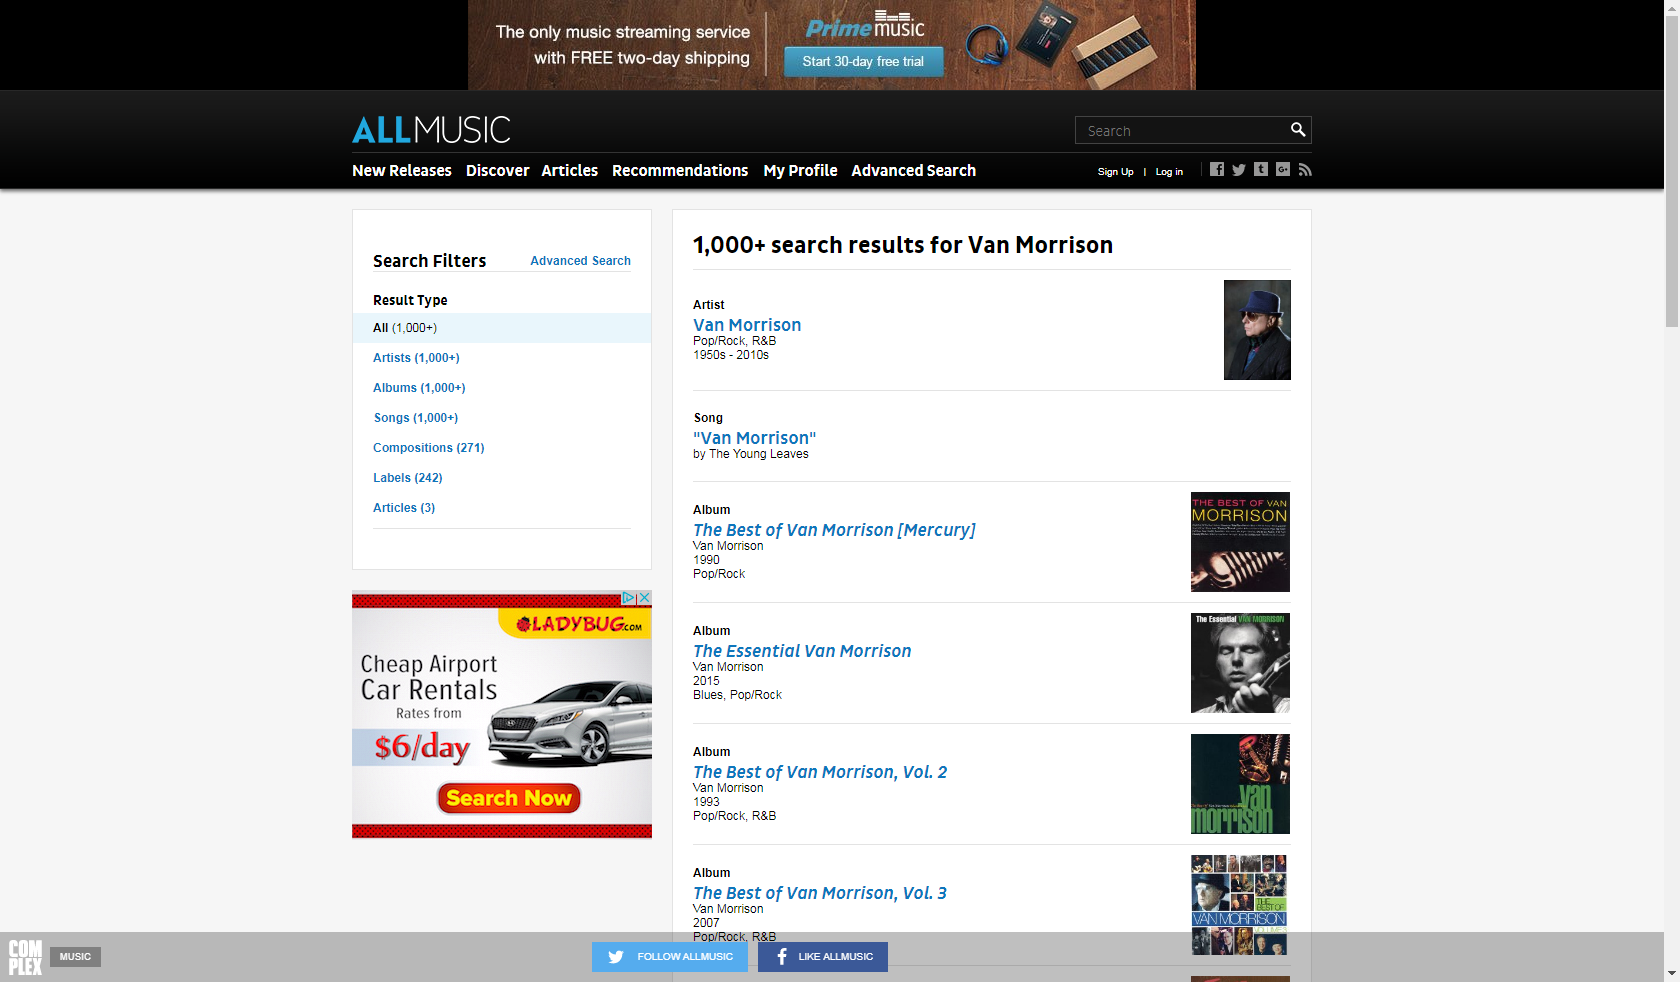 The only music streaming service
with FREE two-day shipping
Prime music
Start 30-day free trial
ALLMUSIC
Search
New Releases Discover Articles Recommendations My Profile Advanced Search
Sign Up | Log in
Search Filters
Advanced Search
Result Type
All (1,000+)
Artists (1,000+)
Albums (1,000+)
Songs (1,000+)
Compositions (271)
Labels (242)
Articles (3)
LADYBUG.COM
Cheap Airport
Car Rentals
Rates from
$6/day
Search Now
1,000+ search results for Van Morrison
Artist
Van Morrison
Pop/Rock, R&B
1950s - 2010s
Song
"Van Morrison"
by The Young Leaves
Album
The Best of Van Morrison [Mercury]
Van Morrison
1990
Pop/Rock
THE BEST OF VAN
MORRISON
Album
The Essential Van Morrison
Van Morrison
2015
Blues, Pop/Rock
The Essential VAN MORRISON
Album
The Best of Van Morrison, Vol. 2
Van Morrison
1993
Pop/Rock, R&B
van
morrison
Album
The Best of Van Morrison, Vol. 3
Van Morrison
2007
Pop/Rock, R&B
THE
BEST OF
VAN MORRISON
COM
PLEX
MUSIC
FOLLOW ALLMUSIC
LIKE ALLMUSIC